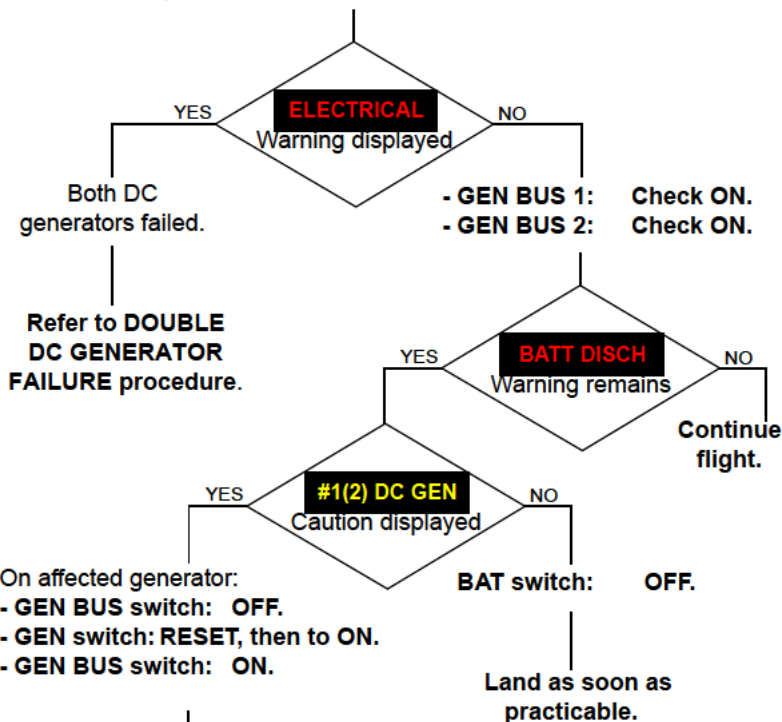 ELECTRICAL
Warning displayed
YES
NO
Both DC
generators failed.
Refer to DOUBLE
DC GENERATOR
FAILURE procedure.
- GEN BUS 1: Check ON.
- GEN BUS 2: Check ON.
BATT DISCH
Warning remains
YES
NO
Continue
flight.
#1(2) DC GEN
Caution displayed
YES
NO
On affected generator:
- GEN BUS switch: OFF.
- GEN switch: RESET, then to ON.
- GEN BUS switch: ON.
BAT switch: OFF.
Land as soon as
practicable.